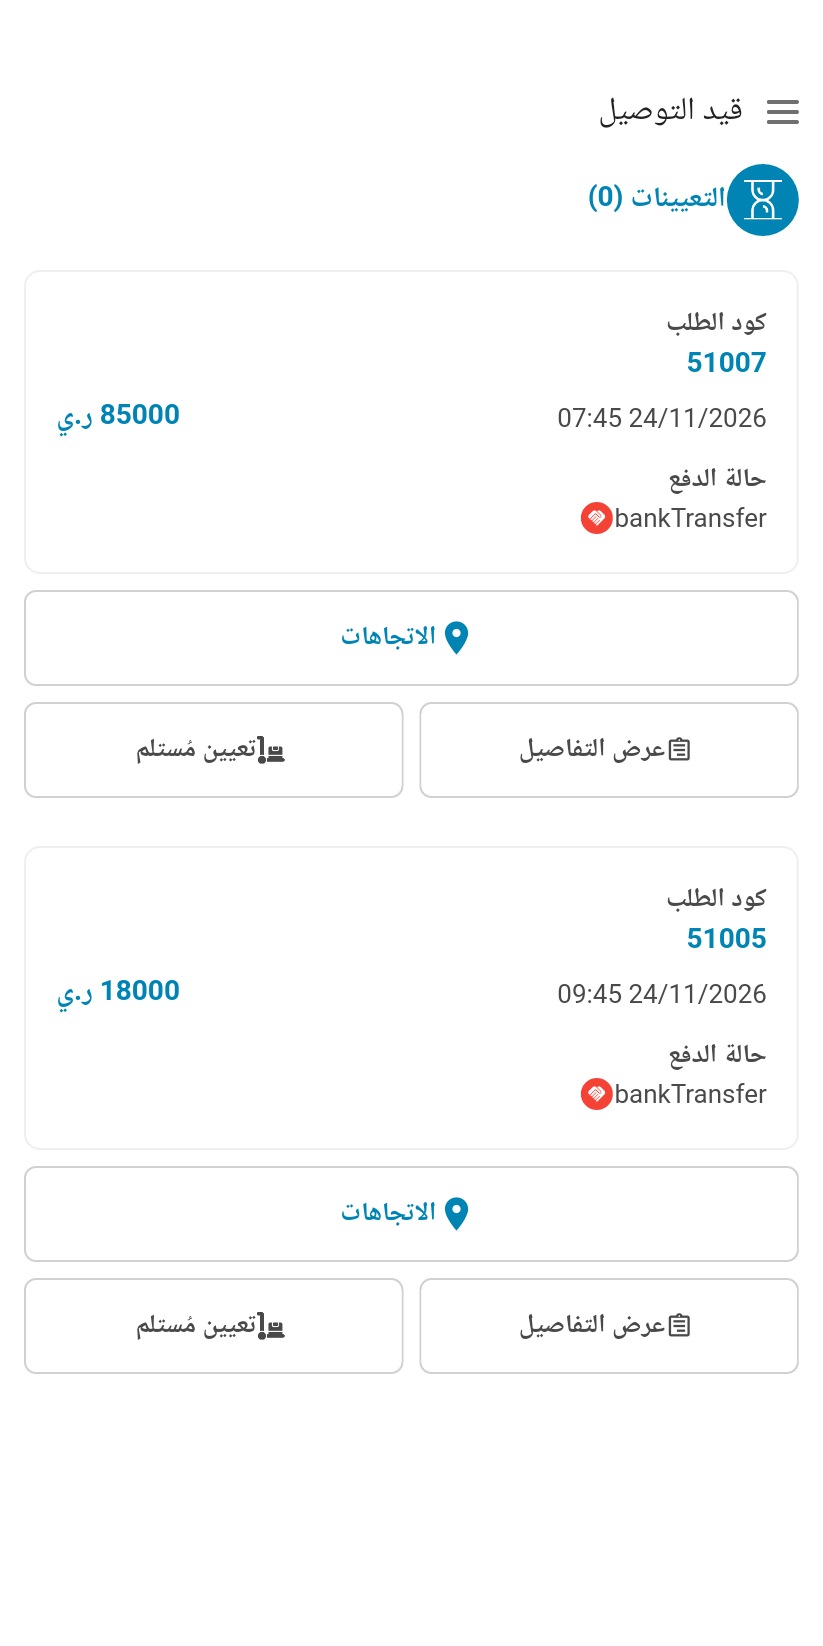 قيد التوصيل
التعيينات (0)
كود الطلب
51007
07:45 24/11/2026
85000 ر.ي
حالة الدفع
bankTransfer
الاتجاهات
عرض التفاصيل
تعيين مُستلم
كود الطلب
51005
09:45 24/11/2026
18000 ر.ي
حالة الدفع
bankTransfer
الاتجاهات
عرض التفاصيل
تعيين مُستلم